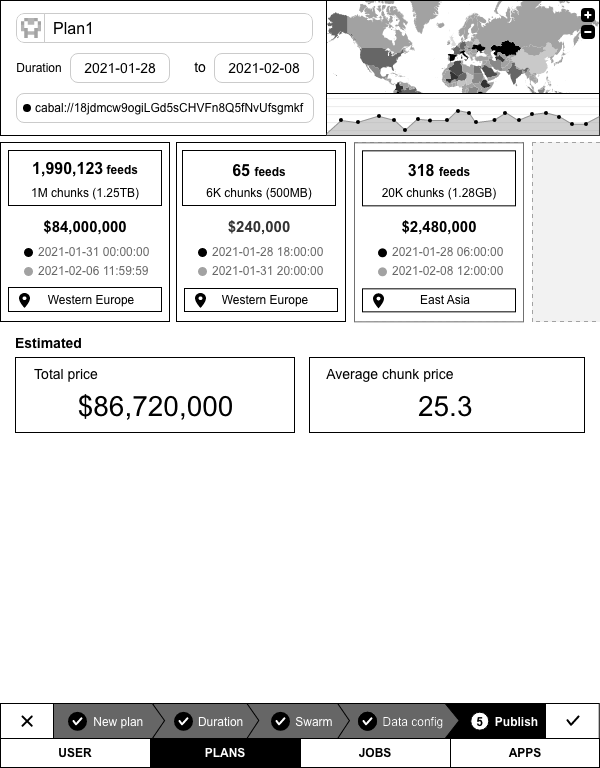 Plan1
Duration 2021-01-28 to 2021-02-08
cabal://18jdmcw9ogiLGd5sCHVFn8Q5fNvUfsgmkf
1,990,123 feeds
1M chunks (1.25TB)
$84,000,000
2021-01-31 00:00:00
2021-02-06 11:59:59
Western Europe
65 feeds
6K chunks (500MB)
$240,000
2021-01-28 18:00:00
2021-01-31 20:00:00
Western Europe
318 feeds
20K chunks (1.28GB)
$2,480,000
2021-01-28 06:00:00
2021-02-08 12:00:00
East Asia
Estimated
Total price
$86,720,000
Average chunk price
25.3
New plan Duration Swarm Data config 5 Publish
USER PLANS JOBS APPS